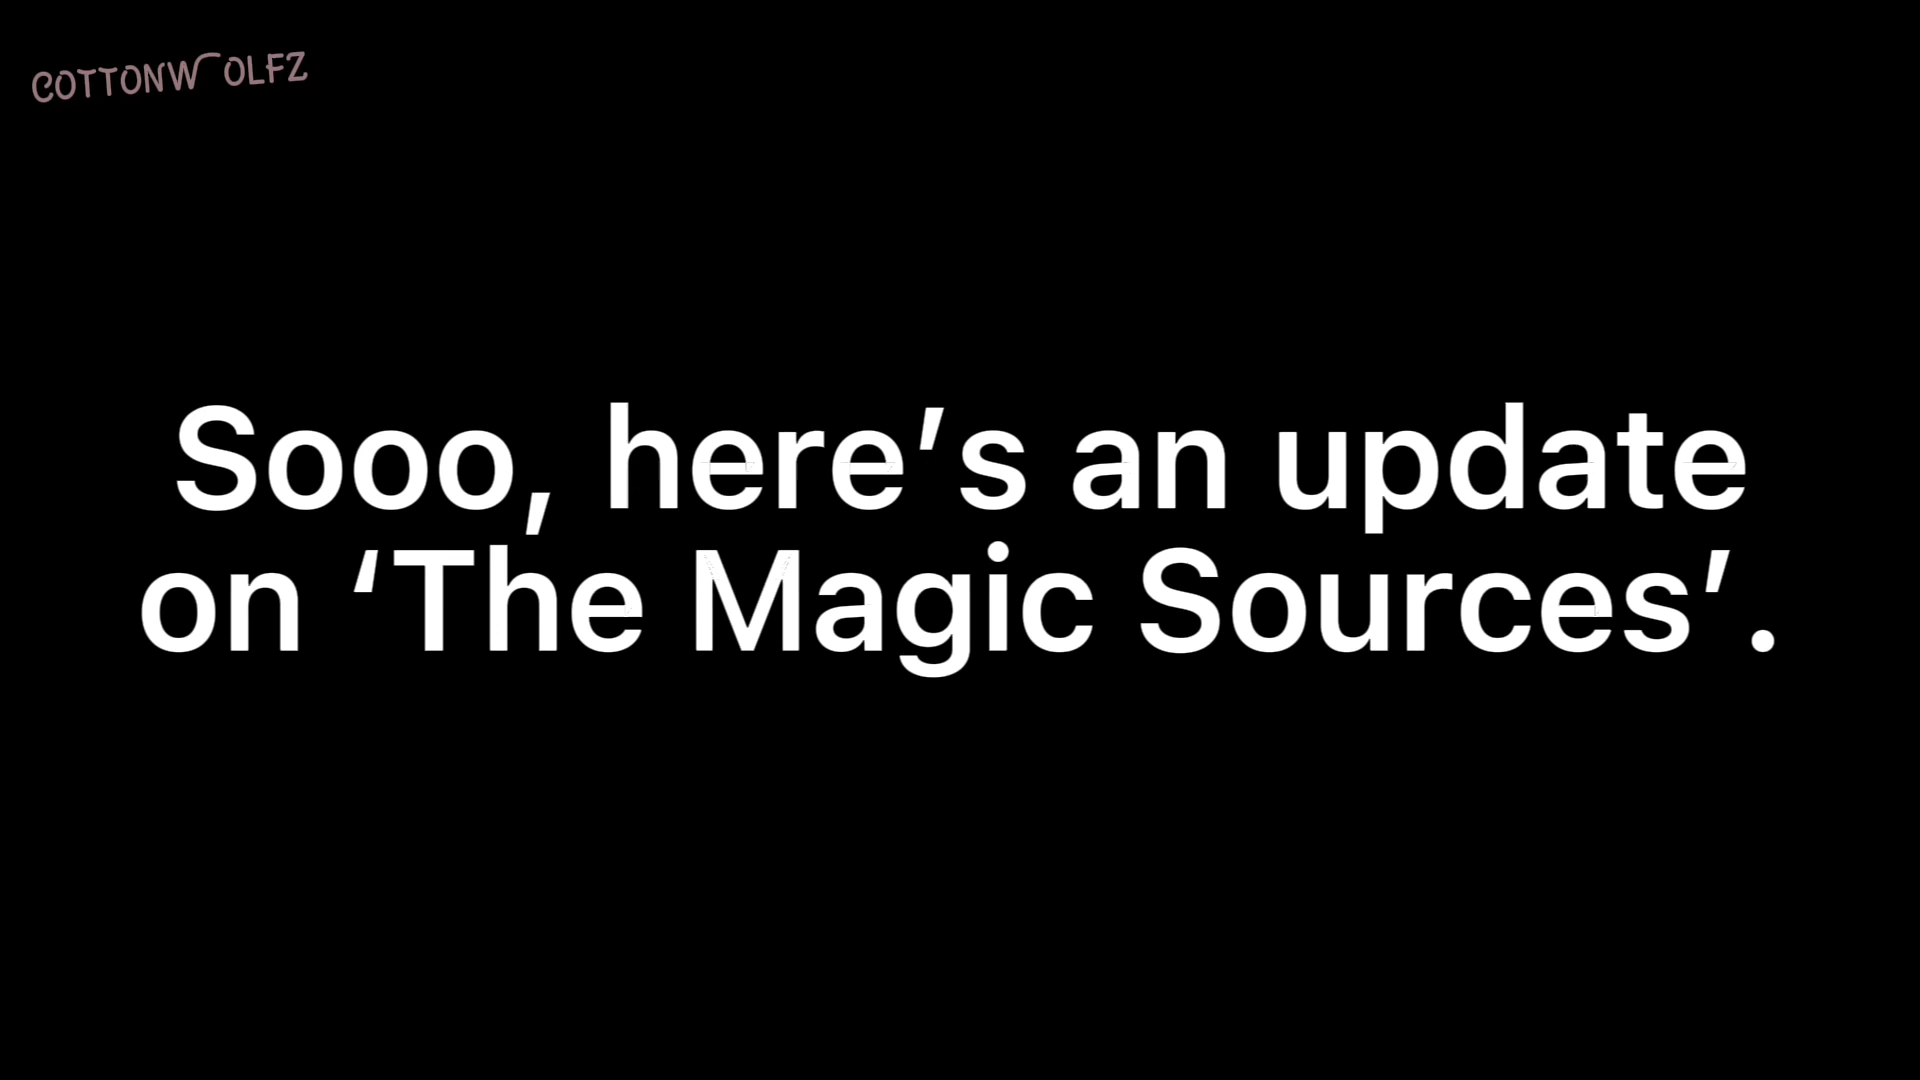 COTTONWOLFZ
Sooo, here’s an update
on ‘The Magic Sources’.